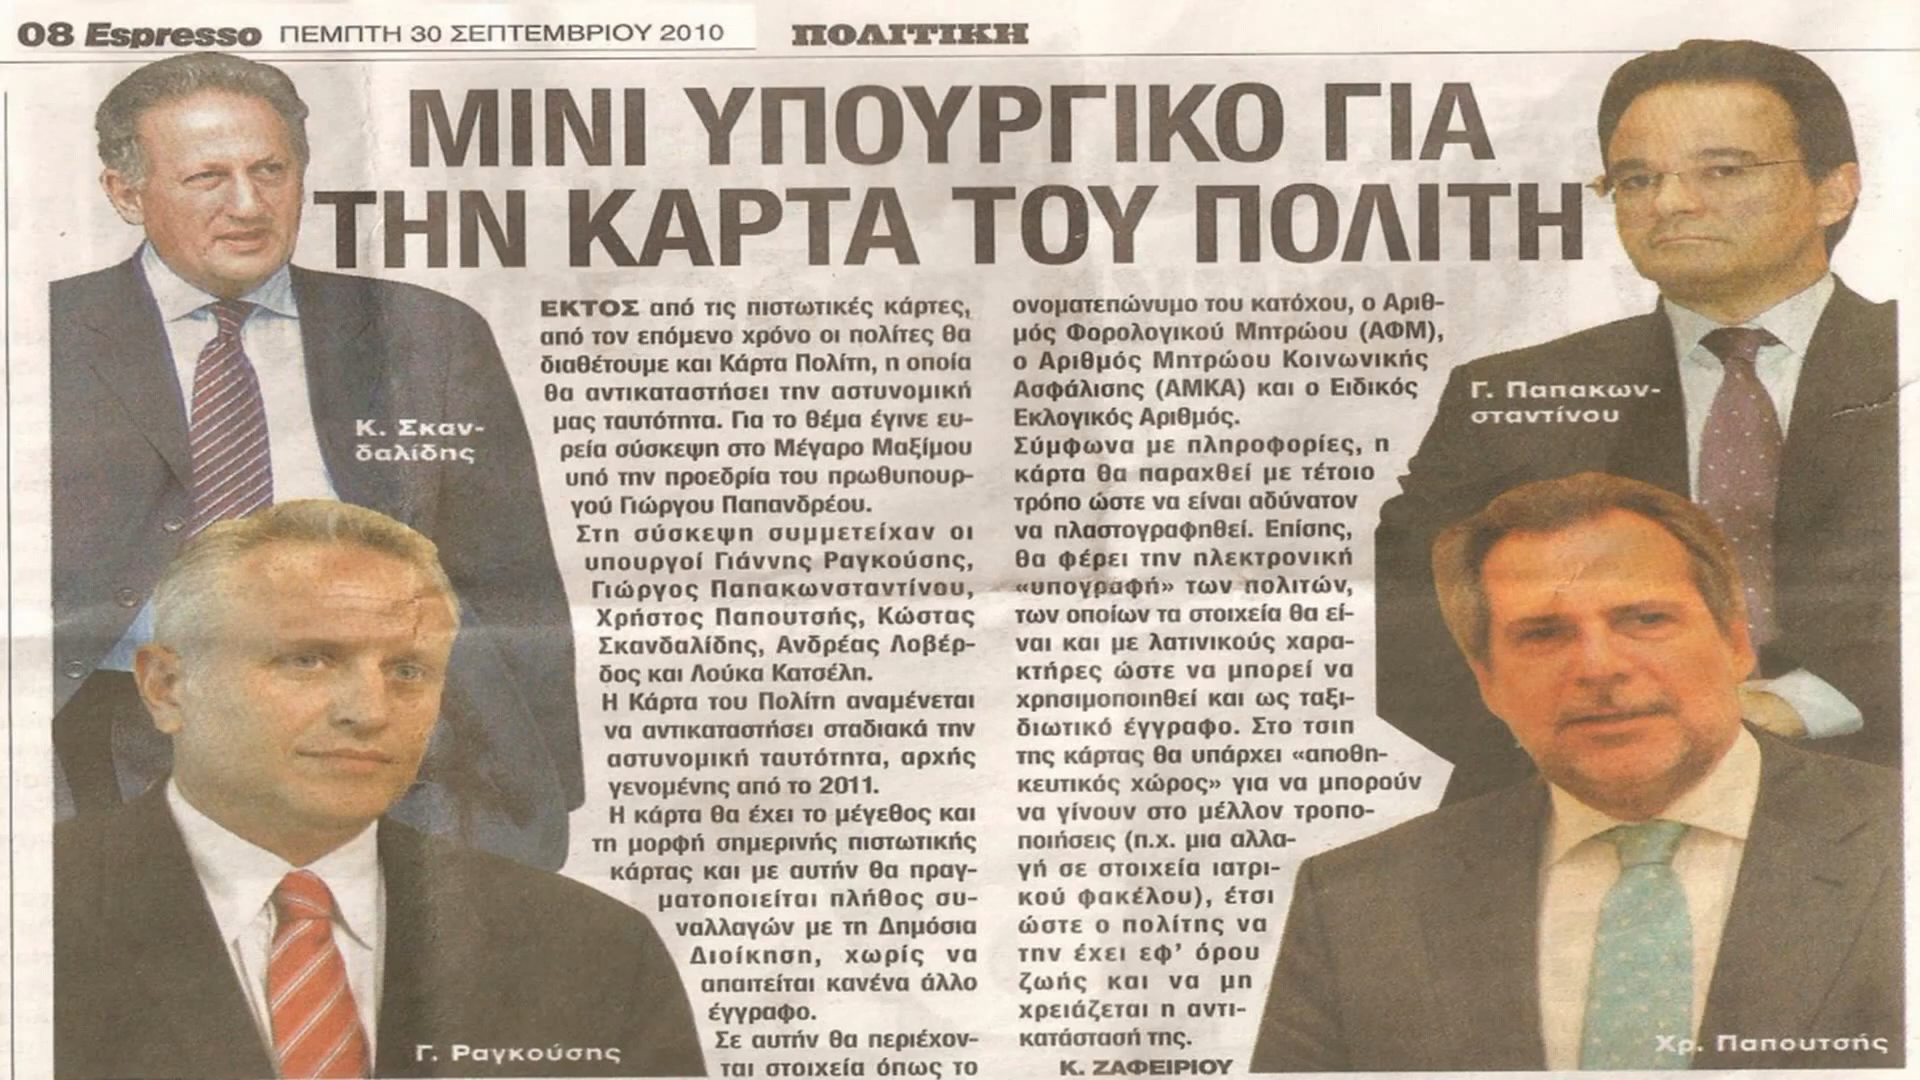 08 Espresso ΠΕΜΠΤΗ 30 ΣΕΠΤΕΜΒΡΙΟΥ 2010 ΠΟΛΙΤΙΚΗ
ΜΙΝΙ ΥΠΟΥΡΓΙΚΟ ΓΙΑ
ΤΗΝ ΚΑΡΤΑ ΤΟΥ ΠΟΛΙΤΗ
ΕΚΤΟΣ από τις πιστωτικές κάρτες,
από τον επόμενο χρόνο οι πολίτες θα
διαθέτουμε και Κάρτα Πολίτη, η οποία
θα αντικαταστήσει την αστυνομική
μας ταυτότητα. Για το θέμα έγινε ευ-
ρεία σύσκεψη στο Μέγαρο Μαξίμου
υπό την προεδρία του πρωθυπουρ-
γού Γιώργου Παπανδρέου.
Στη σύσκεψη συμμετείχαν οι
υπουργοί Γιάννης Ραγκούσης,
Γιώργος Παπακωνσταντίνου,
Χρήστος Παπουτσής, Κώστας
Σκανδαλίδης, Ανδρέας Λοβέρ-
δος και Λούκα Κατσέλη.
Η Κάρτα του Πολίτη αναμένεται
να αντικαταστήσει σταδιακά την
αστυνομική ταυτότητα, αρχής
γενομένης από το 2011.
Η κάρτα θα έχει το μέγεθος και
τη μορφή σημερινής πιστωτικής
κάρτας και με αυτήν θα πραγ-
ματοποιείται πλήθος συ-
ναλλαγών με τη Δημόσια
Διοίκηση, χωρίς να
απαιτείται κανένα άλλο
έγγραφο.
Σε αυτήν θα περιέχον-
ται στοιχεία όπως το
ονοματεπώνυμο του κατόχου, ο Αριθ-
μός Φορολογικού Μητρώου (ΑΦΜ),
ο Αριθμός Μητρώου Κοινωνικής
Ασφάλισης (ΑΜΚΑ) και ο Ειδικός
Εκλογικός Αριθμός.
Σύμφωνα με πληροφορίες, η
κάρτα θα παραχθεί με τέτοιο
τρόπο ώστε να είναι αδύνατον
να πλαστογραφηθεί. Επίσης,
θα φέρει την ηλεκτρονική
«υπογραφή» των πολιτών,
των οποίων τα στοιχεία θα εί-
ναι και με λατινικούς χαρα-
κτήρες ώστε να μπορεί να
χρησιμοποιηθεί και ως ταξι-
διωτικό έγγραφο. Στο τσιπ
της κάρτας θα υπάρχει «αποθη-
κευτικός χώρος» για να μπορούν
να γίνουν στο μέλλον τροπο-
ποιήσεις (π.χ. μια αλλα-
γή σε στοιχεία ιατρι-
κού φακέλου), έτσι
ώστε ο πολίτης να
την έχει εφ' όρου
ζωής και να μη
χρειάζεται η αντι-
κατάστασή της.
Κ. ΖΑΦΕΙΡΙΟΥ
Κ. Σκαν-
δαλίδης
Γ. Ραγκούσης
Γ. Παπακων-
σταντίνου
Χρ. Παπουτσής